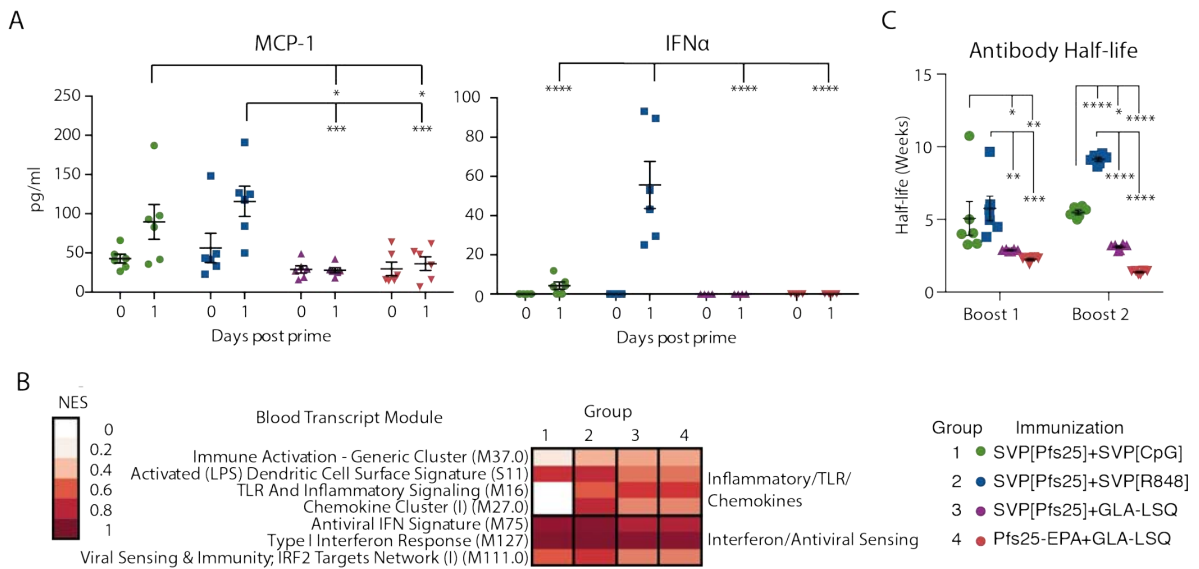 A
MCP-1
IFNα
*
*
***
***
****
****
****
250
200
150
100
50
0
pg/ml
100
80
60
40
20
0
0 1 0 1 0 1 0 1
Days post prime
0 1 0 1 0 1 0 1
Days post prime
C
Antibody Half-life
15
10
5
0
Half-life (Weeks)
*
**
**
***
****
*
****
****
****
Boost 1 Boost 2
B
NES
0
0.2
0.4
0.6
0.8
1
Blood Transcript Module
Group
1 2 3 4
Immune Activation - Generic Cluster (M37.0)
Activated (LPS) Dendritic Cell Surface Signature (S11)
TLR And Inflammatory Signaling (M16)
Chemokine Cluster (I) (M27.0)
Antiviral IFN Signature (M75)
Type I Interferon Response (M127)
Viral Sensing & Immunity; IRF2 Targets Network (I) (M111.0)
Inflammatory/TLR/
Chemokines
Interferon/Antiviral Sensing
Group Immunization
1 SVP[Pfs25]+SVP[CpG]
2 SVP[Pfs25]+SVP[R848]
3 SVP[Pfs25]+GLA-LSQ
4 Pfs25-EPA+GLA-LSQ